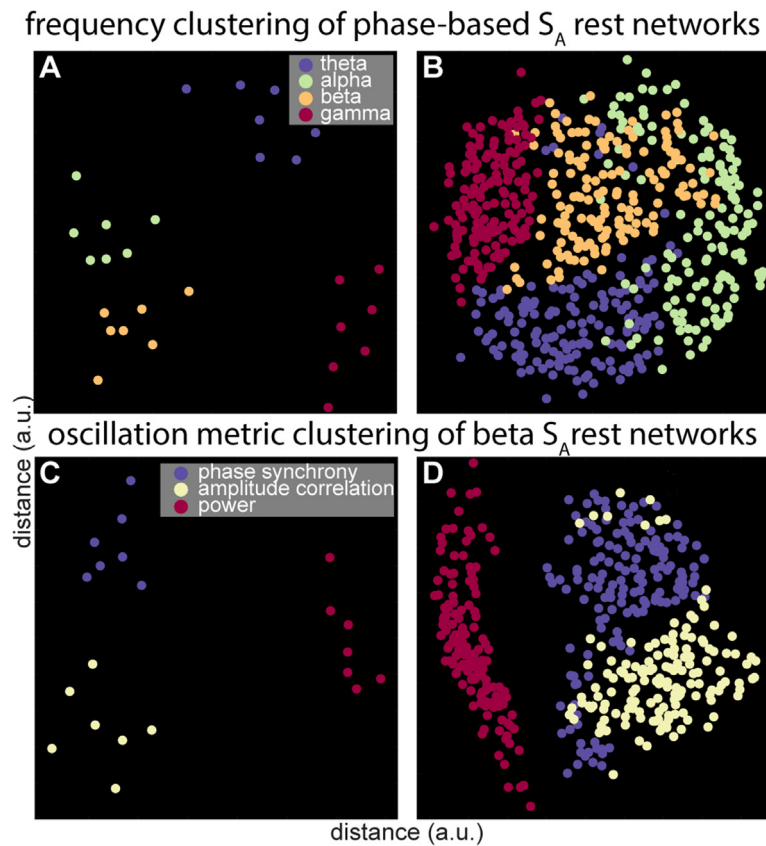 frequency clustering of phase-based S_A rest networks
A
theta
alpha
beta
gamma
B
distance (a.u.)
oscillation metric clustering of beta S_A rest networks
C
phase synchrony
amplitude correlation
power
D
distance (a.u.)